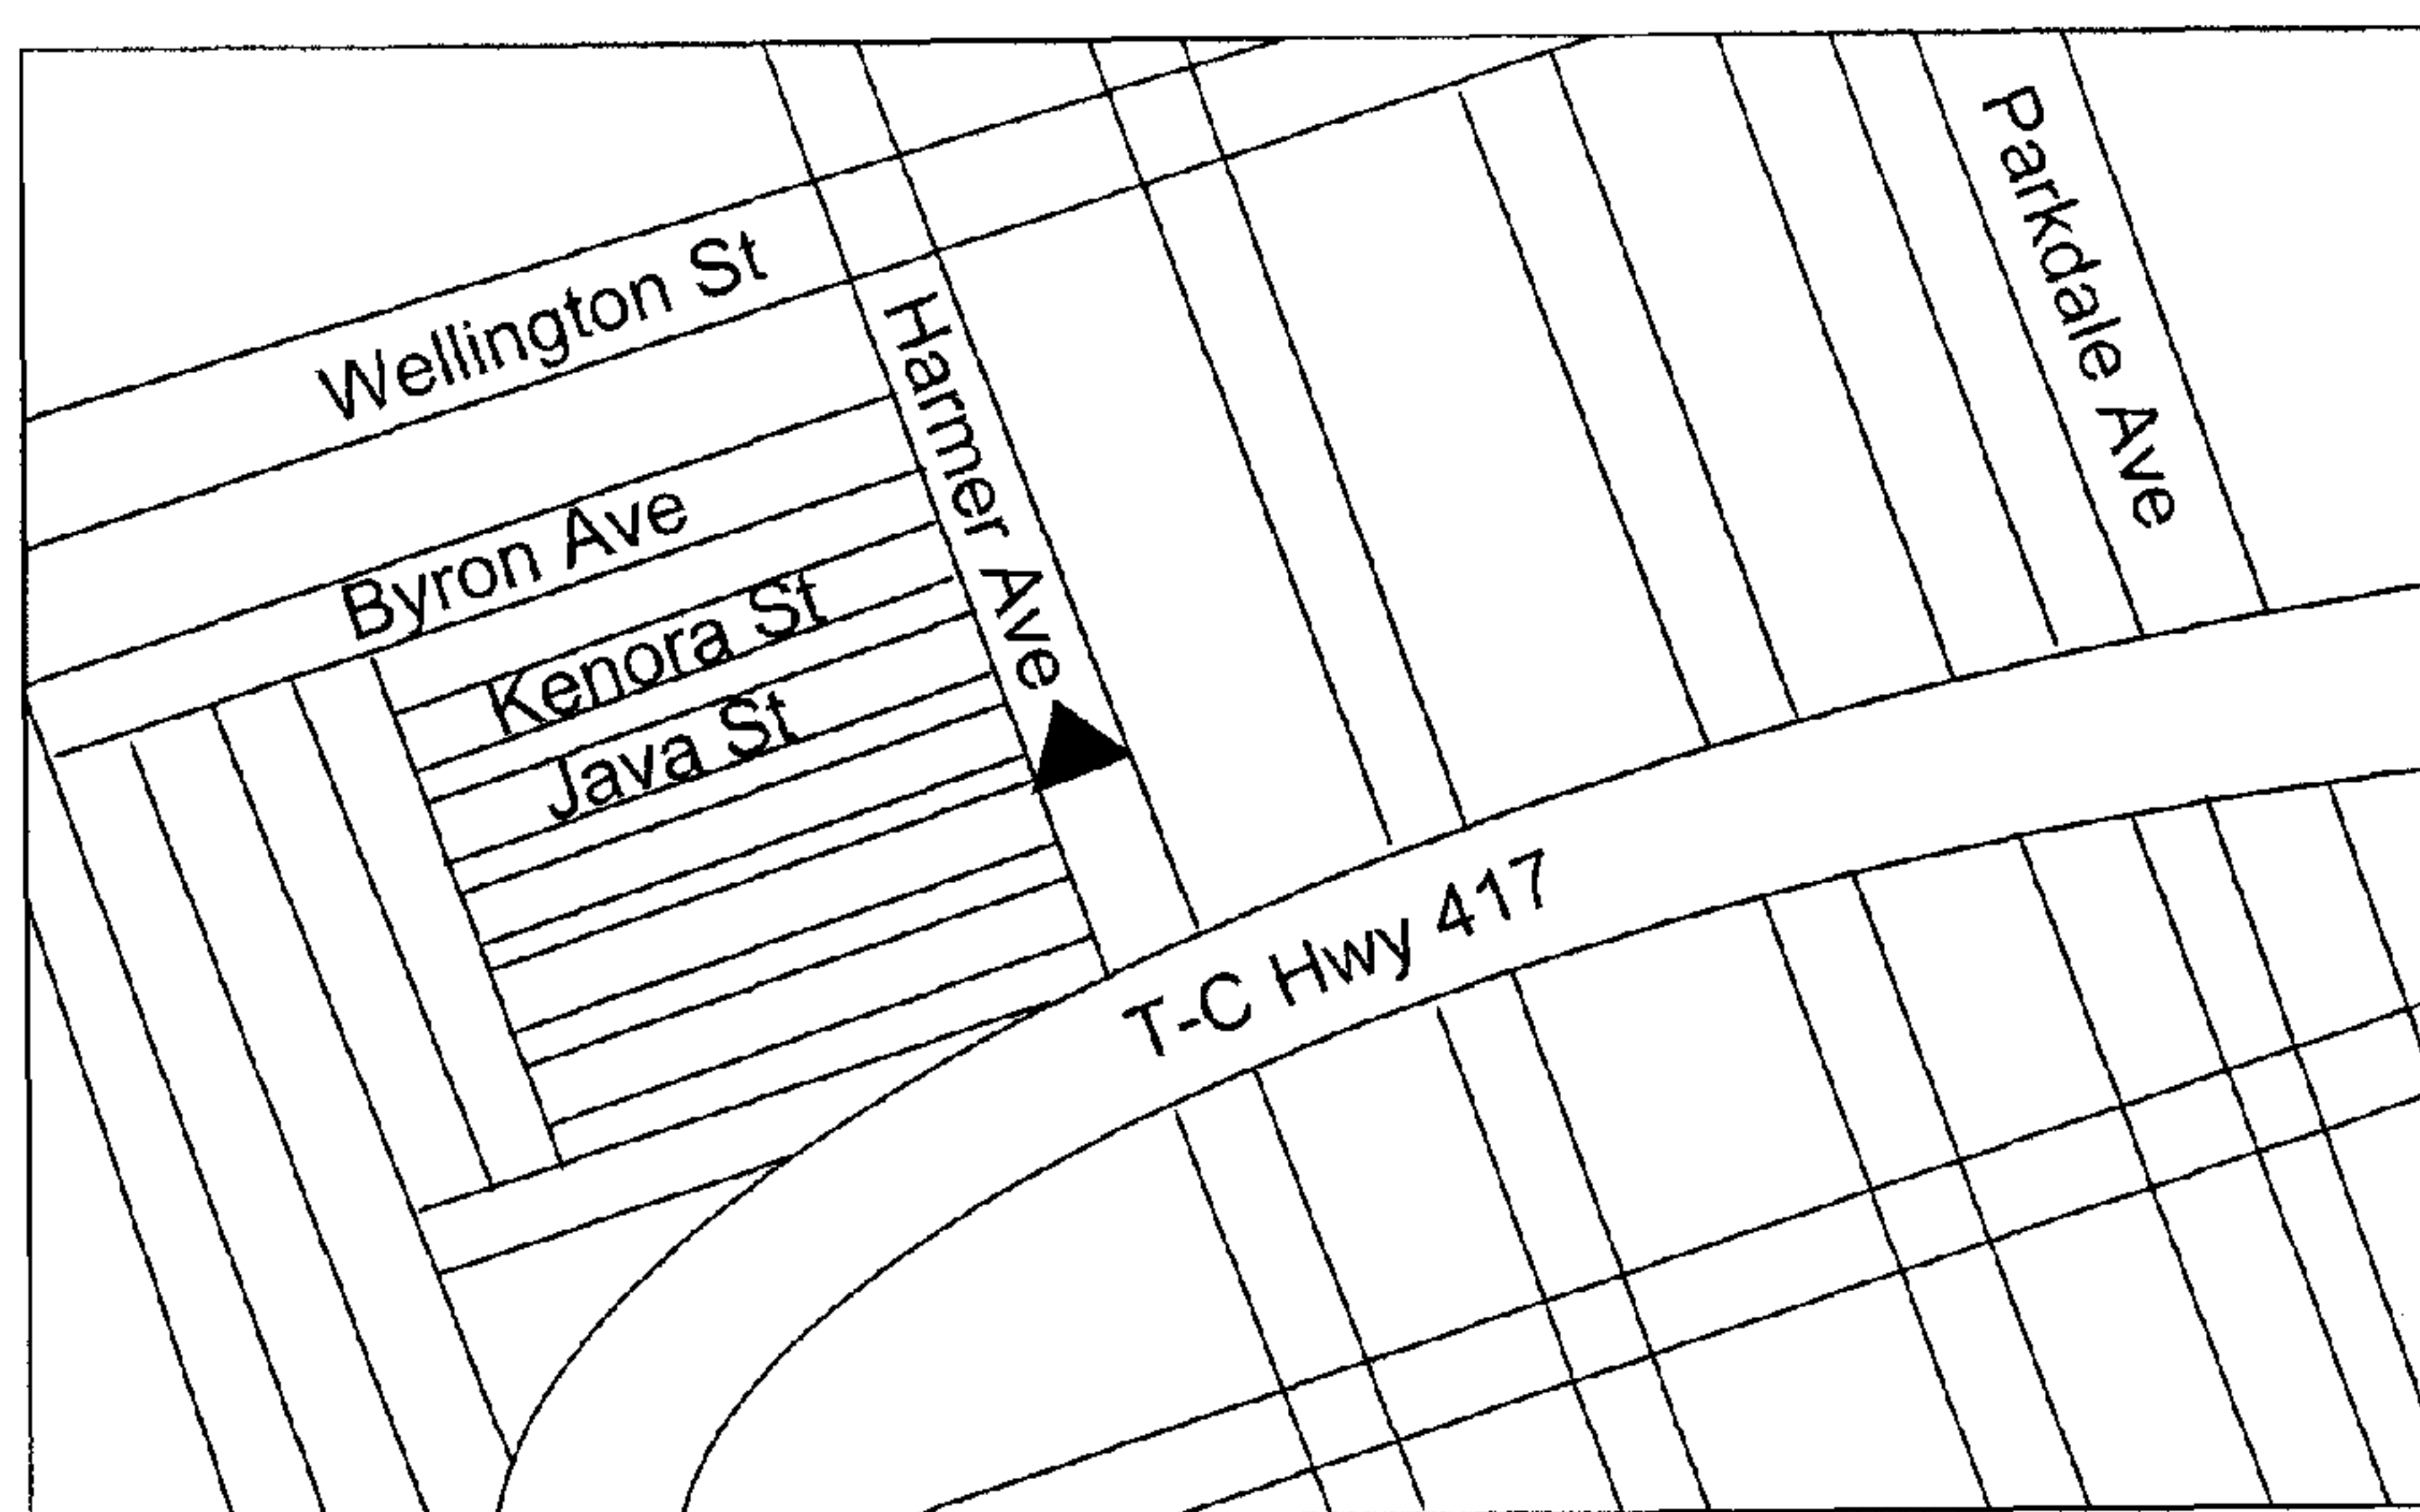 Wellington St
Harmer Ave
Parkdale Ave
Byron Ave
Kenora St
Java St
T-C Hwy 417